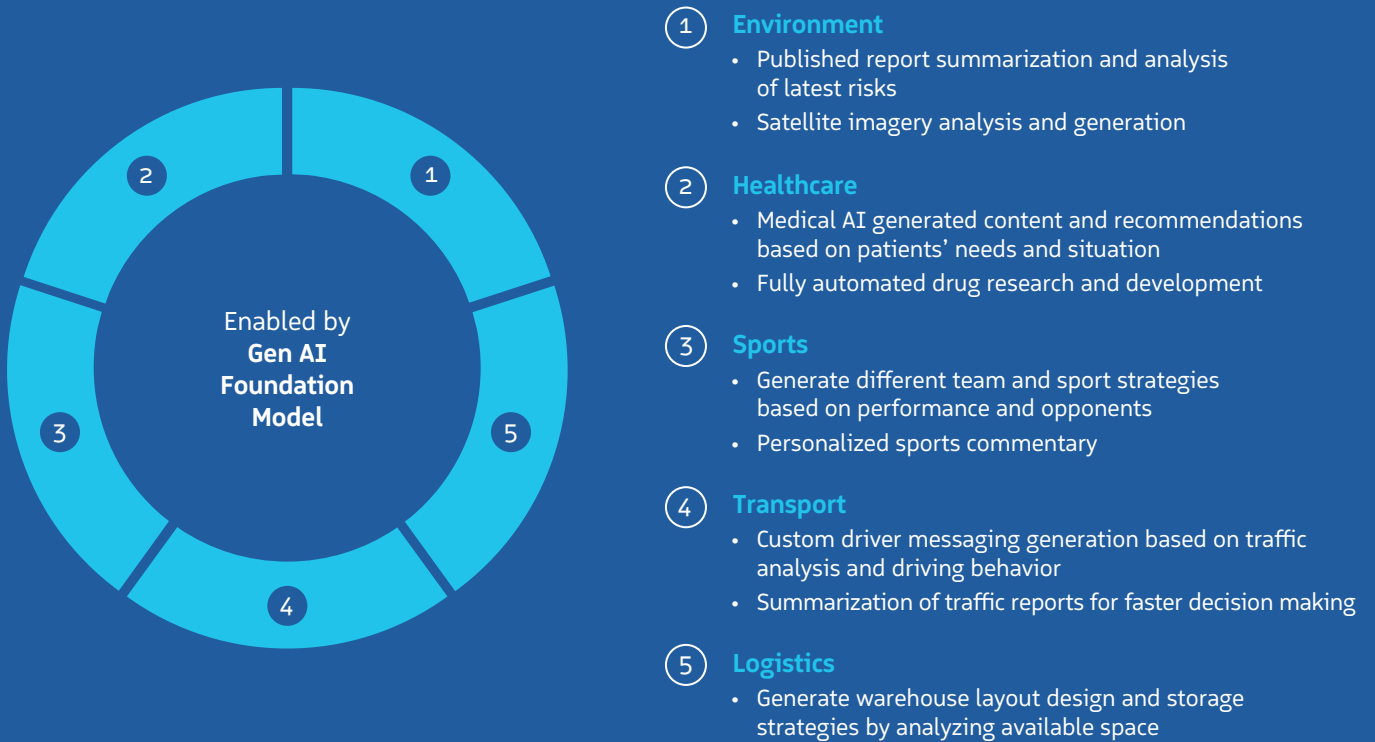 2
1
3
5
4
Enabled by
Gen AI
Foundation
Model
1 Environment
• Published report summarization and analysis
of latest risks
• Satellite imagery analysis and generation
2 Healthcare
• Medical AI generated content and recommendations
based on patients’ needs and situation
• Fully automated drug research and development
3 Sports
• Generate different team and sport strategies
based on performance and opponents
• Personalized sports commentary
4 Transport
• Custom driver messaging generation based on traffic
analysis and driving behavior
• Summarization of traffic reports for faster decision making
5 Logistics
• Generate warehouse layout design and storage
strategies by analyzing available space